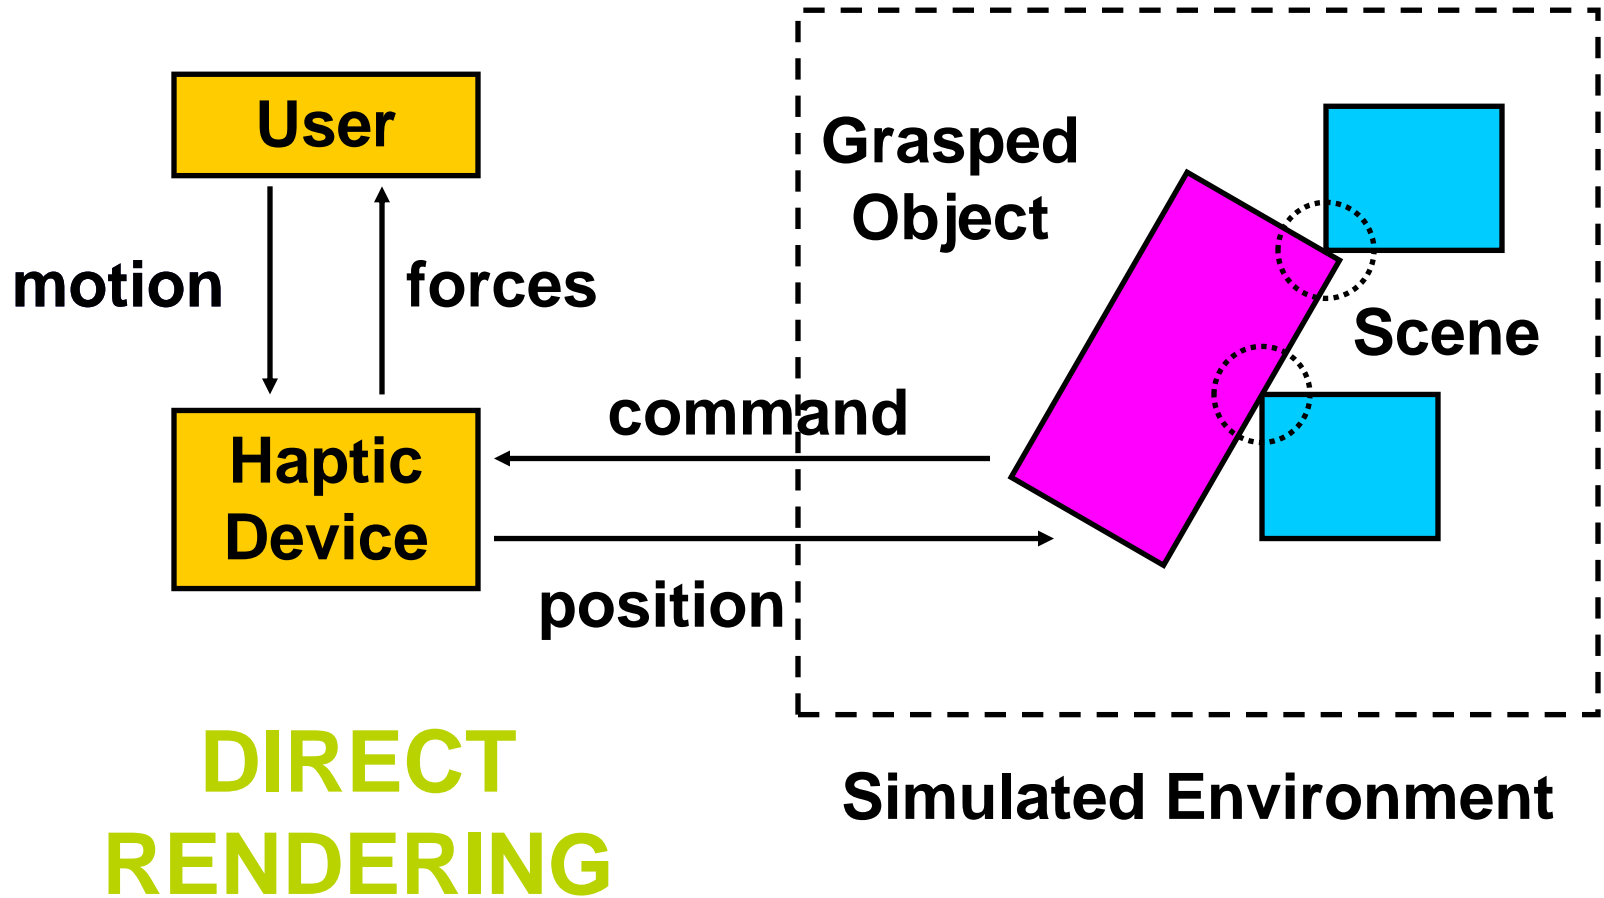 User
motion
forces
Haptic
Device
command
position
Grasped
Object
Scene
Simulated Environment
DIRECT
RENDERING